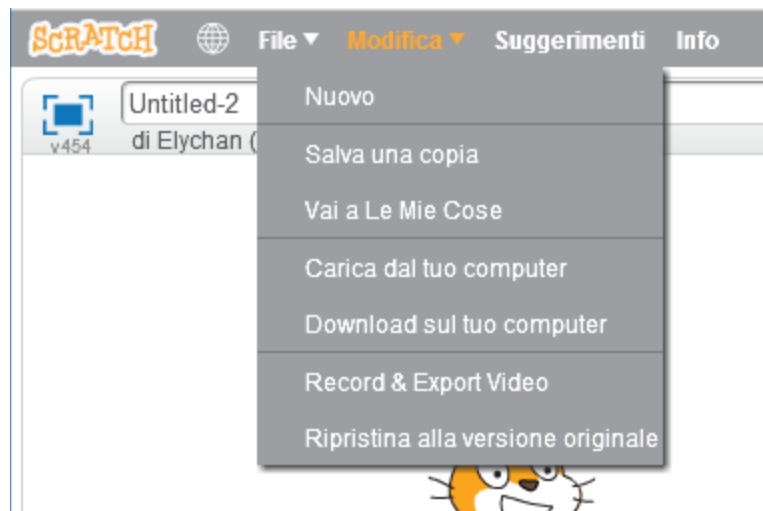 SCRATCH File Modifica Suggerimenti Info
Untitled-2
v454 di Elychan (
Nuovo
Salva una copia
Vai a Le Mie Cose
Carica dal tuo computer
Download sul tuo computer
Record & Export Video
Ripristina alla versione originale